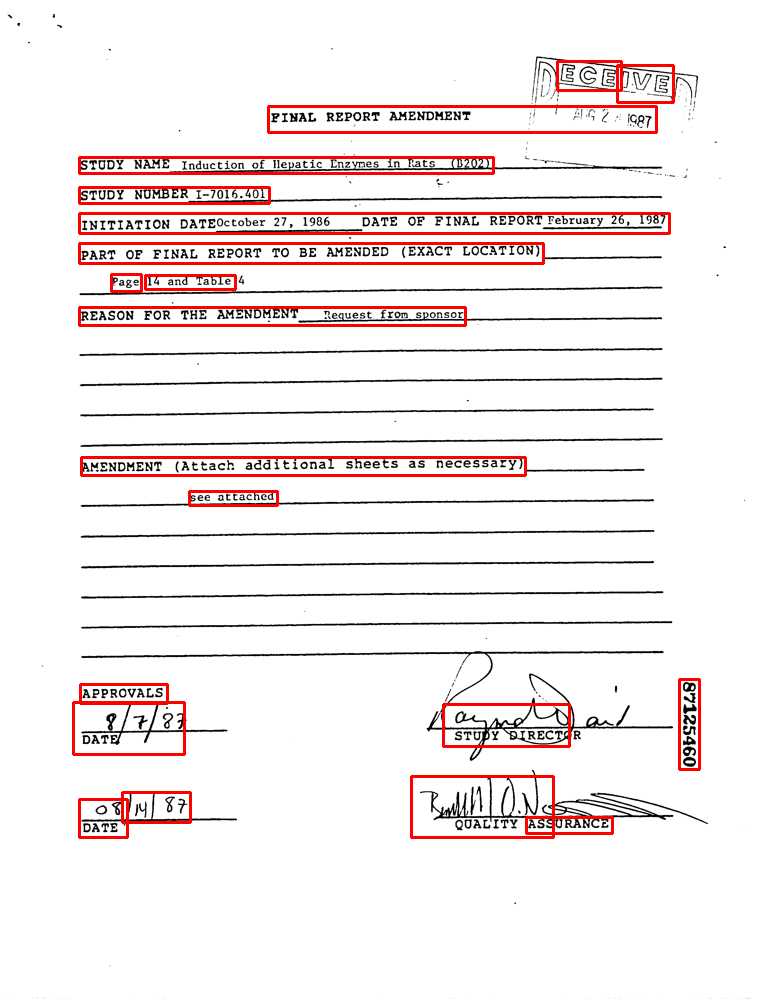 ECEIVE
FINAL REPORT AMENDMENT
1987
STUDY NAME Induction of Hepatic Enzymes in Rats (B202)
STUDY NUMBER I-7016.401
INITIATION DATE October 27, 1986 DATE OF FINAL REPORT February 26, 1987
PART OF FINAL REPORT TO BE AMENDED (EXACT LOCATION)
Page 14 and Table 4
REASON FOR THE AMENDMENT Request from sponsor
AMENDMENT (Attach additional sheets as necessary)
see attached
APPROVALS
8/7/87
DATE
STUDY DIRECTOR
87125460
08/14/87
DATE
QUALITY ASSURANCE